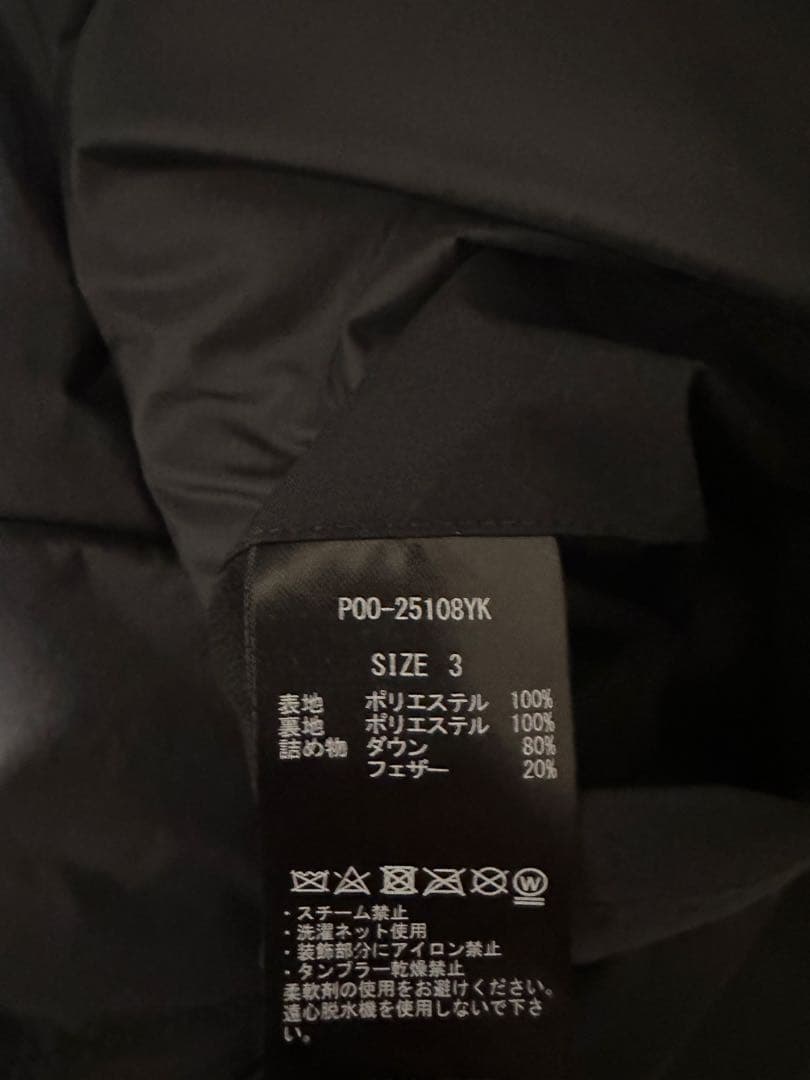 P00-25108YK
SIZE 3
表地 ポリエステル 100%
裏地 ポリエステル 100%
詰め物 ダウン 80%
フェザー 20%
W
・スチーム禁止
・洗濯ネット使用
・装飾部分にアイロン禁止
・タンブラー乾燥禁止
柔軟剤の使用をお避けください。
遠心脱水機を使用しないで下さ
い。